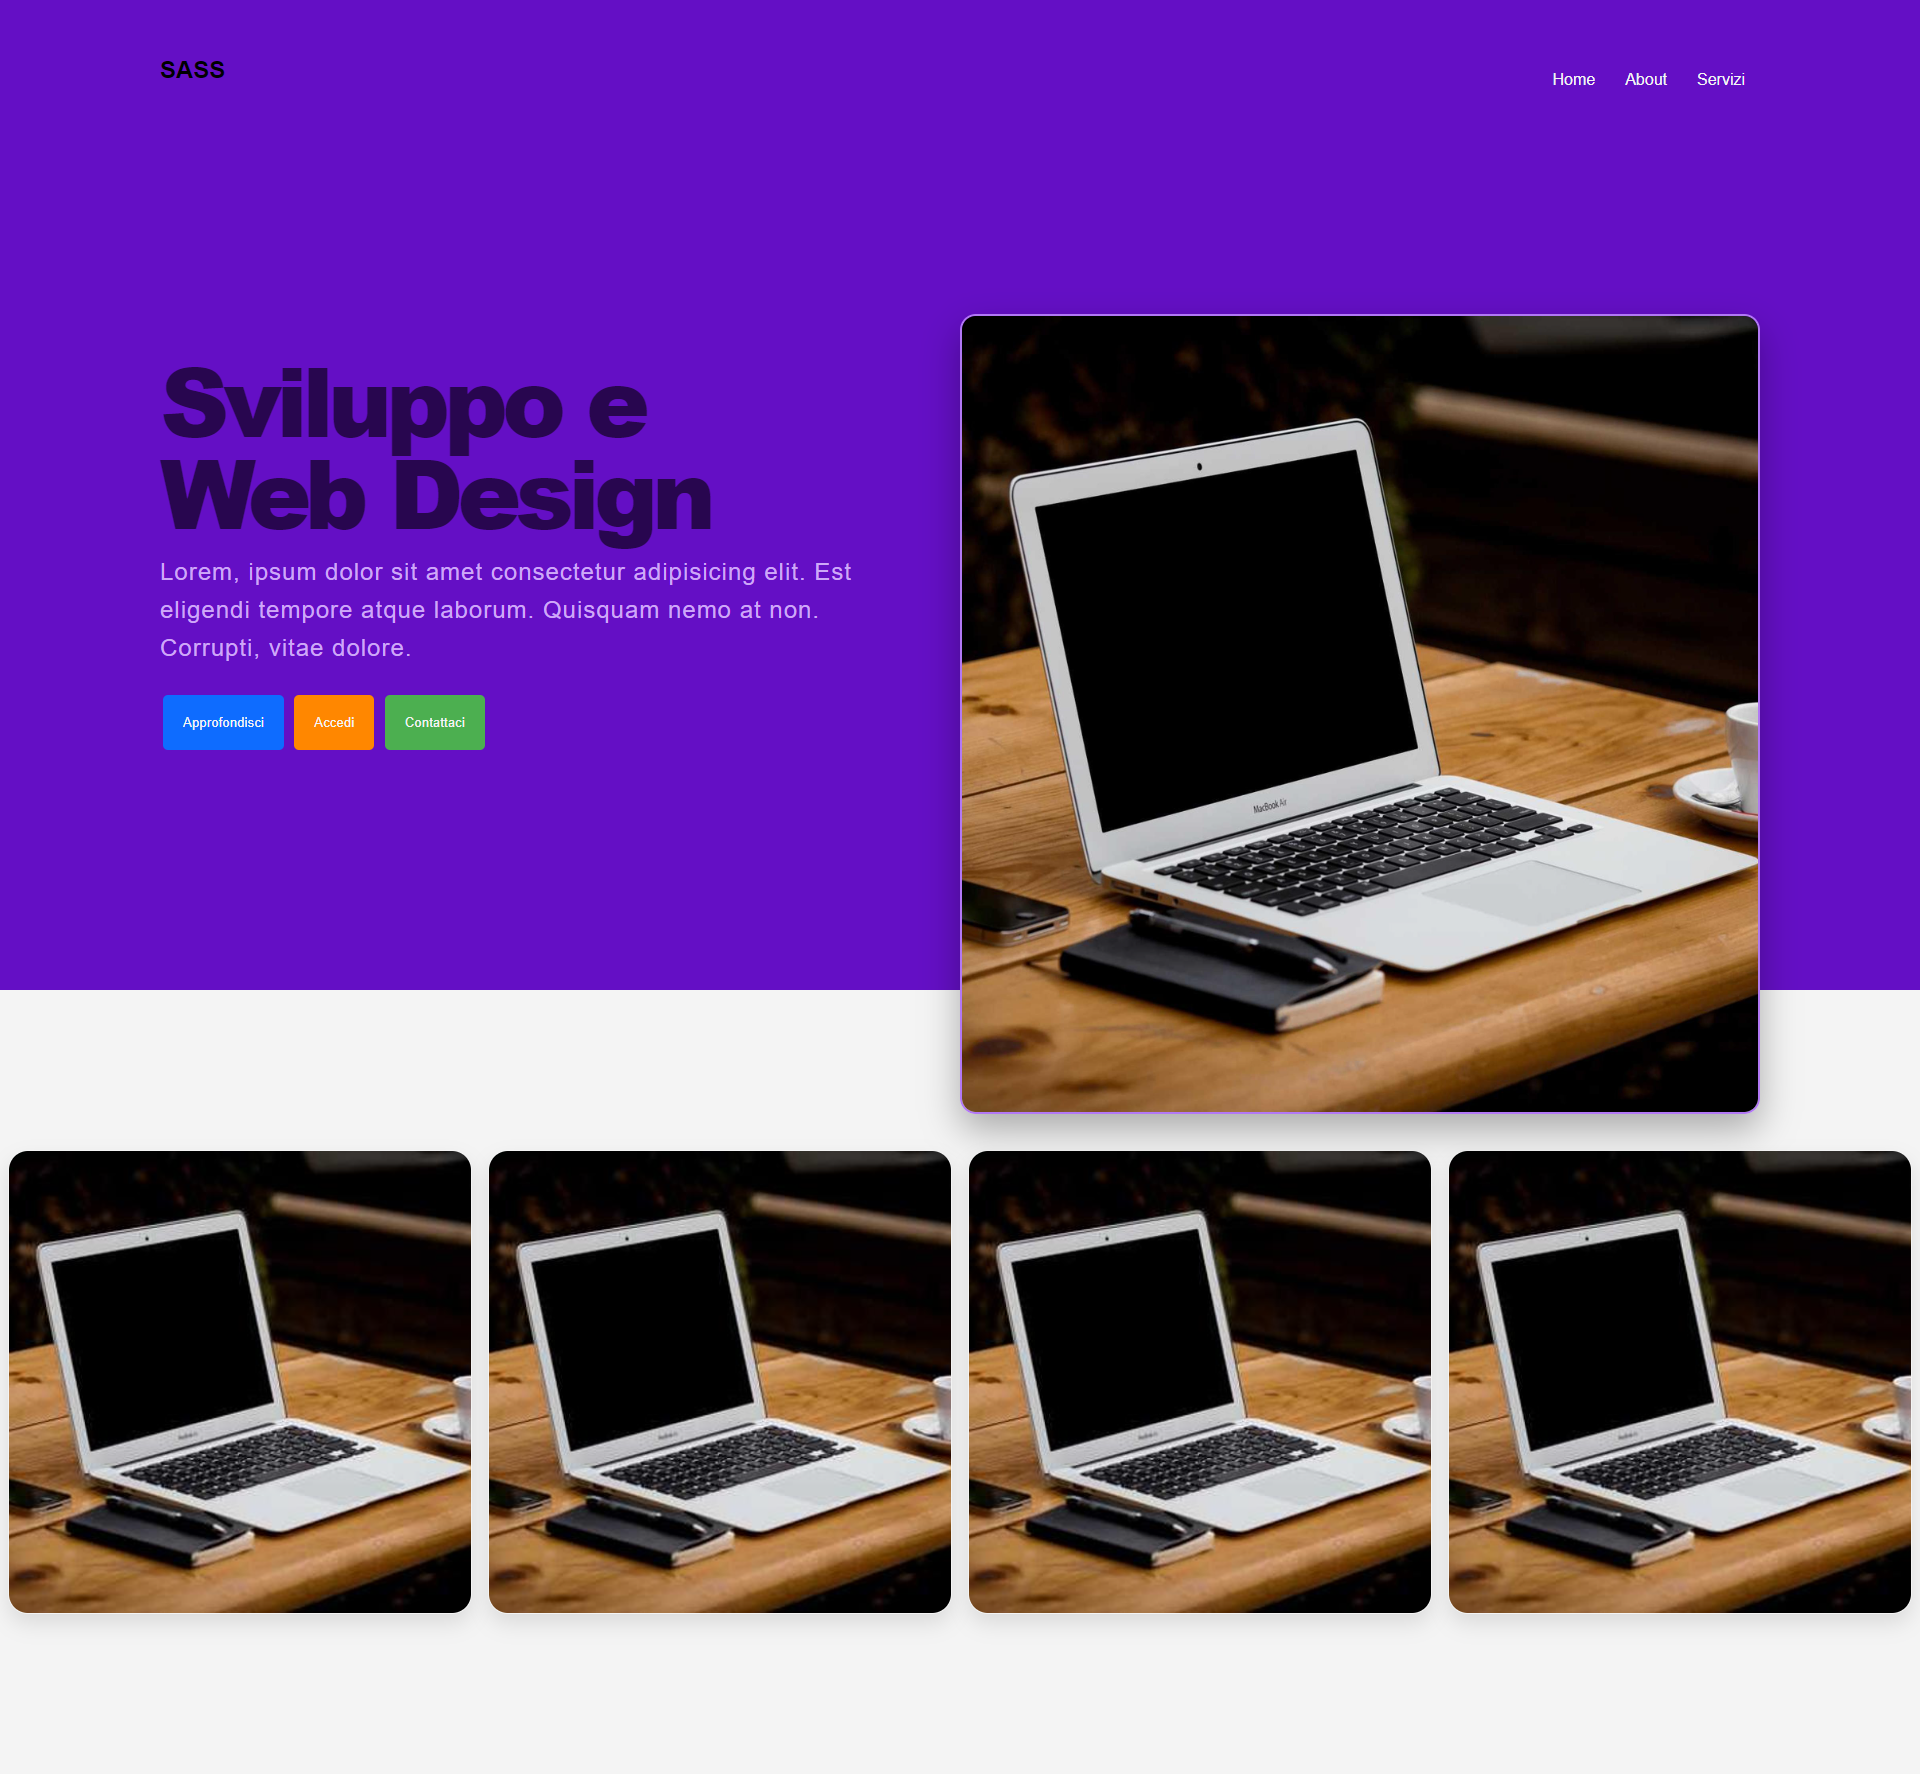 SASS
Home About Servizi
Sviluppo e
Web Design
Lorem, ipsum dolor sit amet consectetur adipisicing elit. Est
eligendi tempore atque laborum. Quisquam nemo at non.
Corrupti, vitae dolore.
Approfondisci Accedi Contattaci
MacBook Air